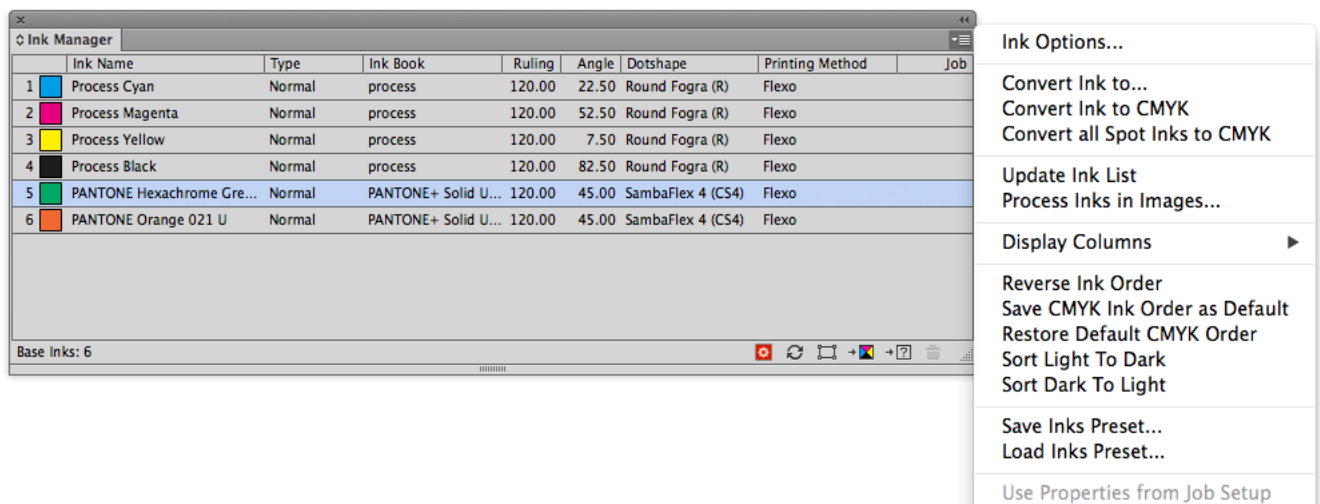 Ink Manager
Ink Name Type Ink Book Ruling Angle Dotshape Printing Method Job
1 Process Cyan Normal process 120.00 22.50 Round Fogra (R) Flexo
2 Process Magenta Normal process 120.00 52.50 Round Fogra (R) Flexo
3 Process Yellow Normal process 120.00 7.50 Round Fogra (R) Flexo
4 Process Black Normal process 120.00 82.50 Round Fogra (R) Flexo
5 PANTONE Hexachrome Gre... Normal PANTONE+ Solid U... 120.00 45.00 SambaFlex 4 (CS4) Flexo
6 PANTONE Orange 021 U Normal PANTONE+ Solid U... 120.00 45.00 SambaFlex 4 (CS4) Flexo
Base Inks: 6
Ink Options...
Convert Ink to...
Convert Ink to CMYK
Convert all Spot Inks to CMYK
Update Ink List
Process Inks in Images...
Display Columns
Reverse Ink Order
Save CMYK Ink Order as Default
Restore Default CMYK Order
Sort Light To Dark
Sort Dark To Light
Save Inks Preset...
Load Inks Preset...
Use Properties from Job Setup